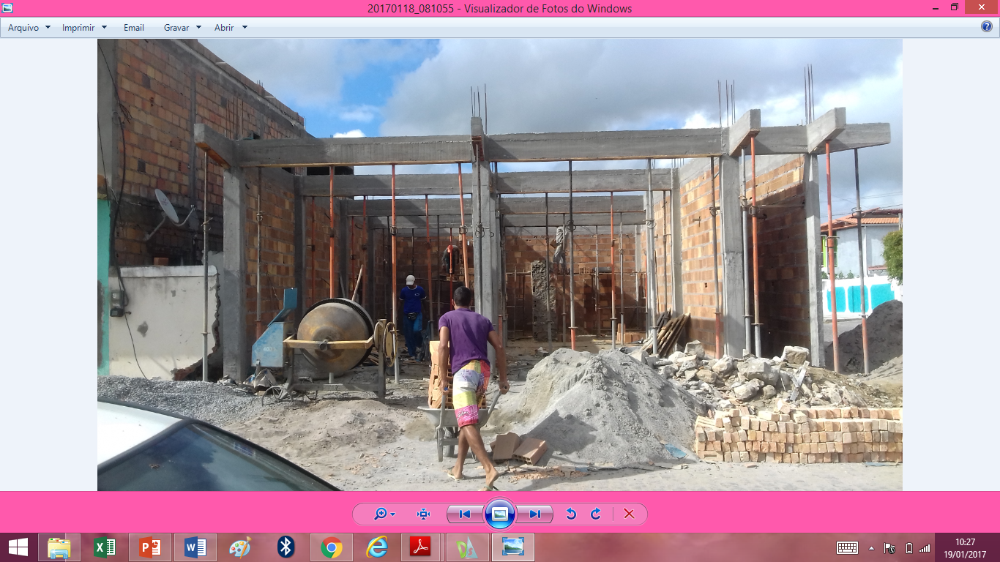 20170118_081055 - Visualizador de Fotos do Windows
Arquivo Imprimir Email Gravar Abrir
10:27
19/01/2017